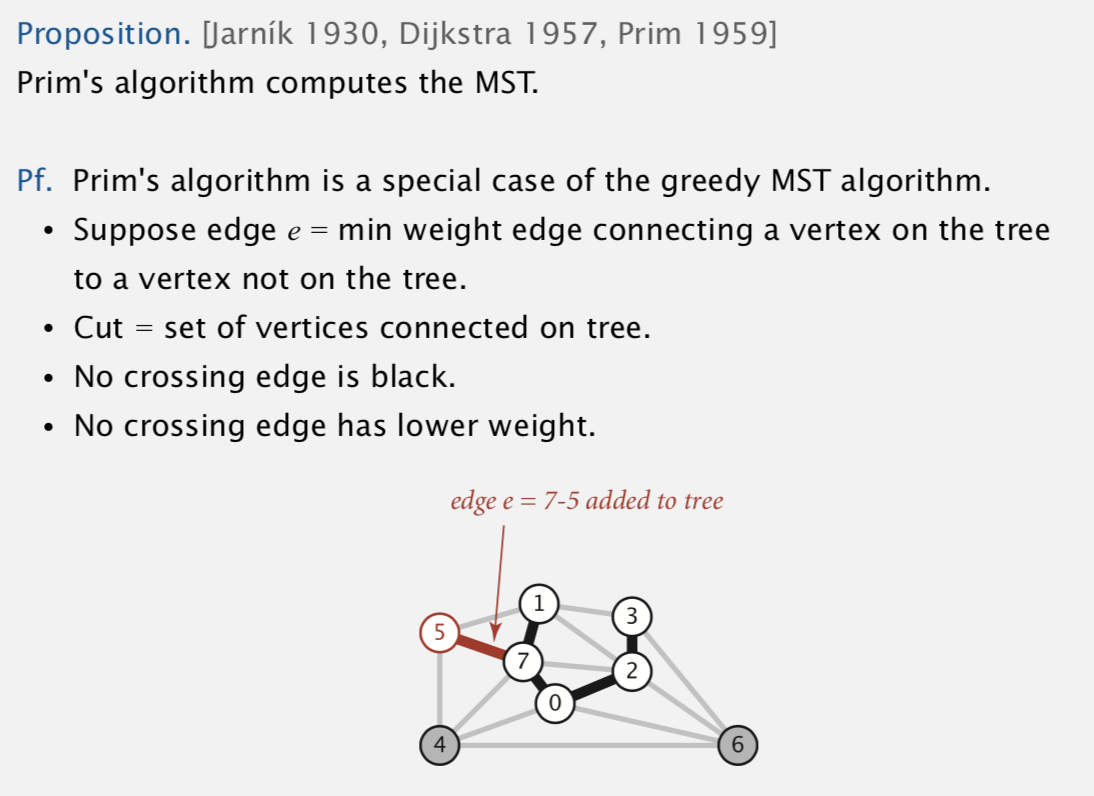 Proposition. [Jarník 1930, Dijkstra 1957, Prim 1959]
Prim's algorithm computes the MST.
Pf. Prim's algorithm is a special case of the greedy MST algorithm.
• Suppose edge e = min weight edge connecting a vertex on the tree
to a vertex not on the tree.
• Cut = set of vertices connected on tree.
• No crossing edge is black.
• No crossing edge has lower weight.
edge e = 7-5 added to tree
1
3
5
7
2
0
4
6